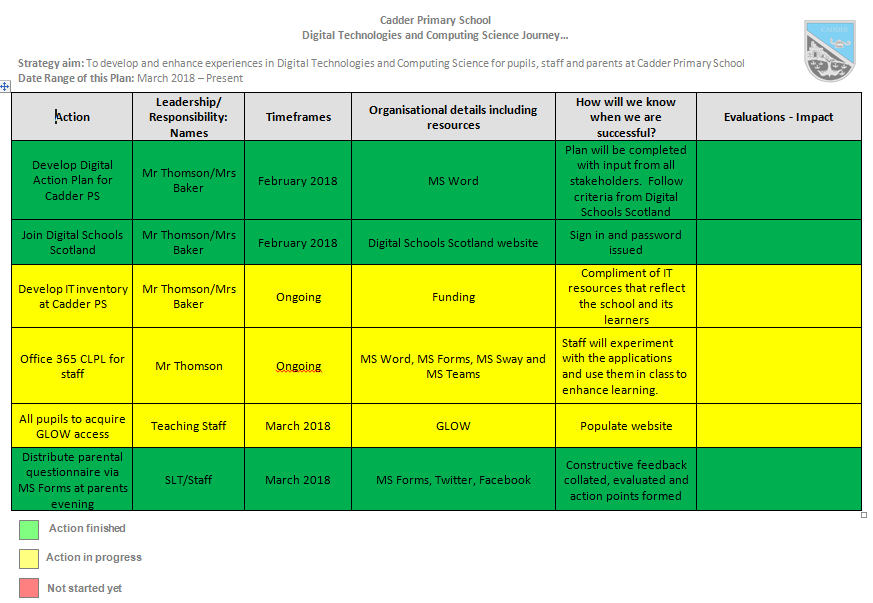 Cadder Primary School
Digital Technologies and Computing Science Journey...
Strategy aim: To develop and enhance experiences in Digital Technologies and Computing Science for pupils, staff and parents at Cadder Primary School
Date Range of this Plan: March 2018 – Present
Action
Leadership/
Responsibility:
Names
Timeframes
Organisational details including
resources
How will we know
when we are
successful?
Evaluations - Impact
Develop Digital
Action Plan for
Cadder PS
Mr Thomson/Mrs
Baker
February 2018
MS Word
Plan will be completed
with input from all
stakeholders. Follow
criteria from Digital
Schools Scotland
Join Digital Schools
Scotland
Mr Thomson/Mrs
Baker
February 2018
Digital Schools Scotland website
Sign in and password
issued
Develop IT inventory
at Cadder PS
Mr Thomson/Mrs
Baker
Ongoing
Funding
Compliment of IT
resources that reflect
the school and its
learners
Office 365 CLPL for
staff
Mr Thomson
Ongoing
MS Word, MS Forms, MS Sway and
MS Teams
Staff will experiment
with the applications
and use them in class to
enhance learning.
All pupils to acquire
GLOW access
Teaching Staff
March 2018
GLOW
Populate website
Distribute parental
questionnaire via
MS Forms at parents
evening
SLT/Staff
March 2018
MS Forms, Twitter, Facebook
Constructive feedback
collated, evaluated and
action points formed
Action finished
Action in progress
Not started yet